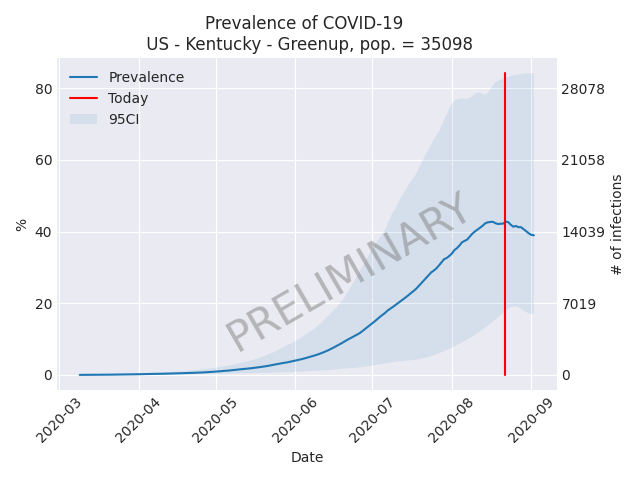 Prevalence of COVID-19
US - Kentucky - Greenup, pop. = 35098
Prevalence
Today
95CI
80
60
40
20
0
%
28078
21058
14039
7019
0
# of infections
PRELIMINARY
2020-03
2020-04
2020-05
2020-06
2020-07
2020-08
2020-09
Date